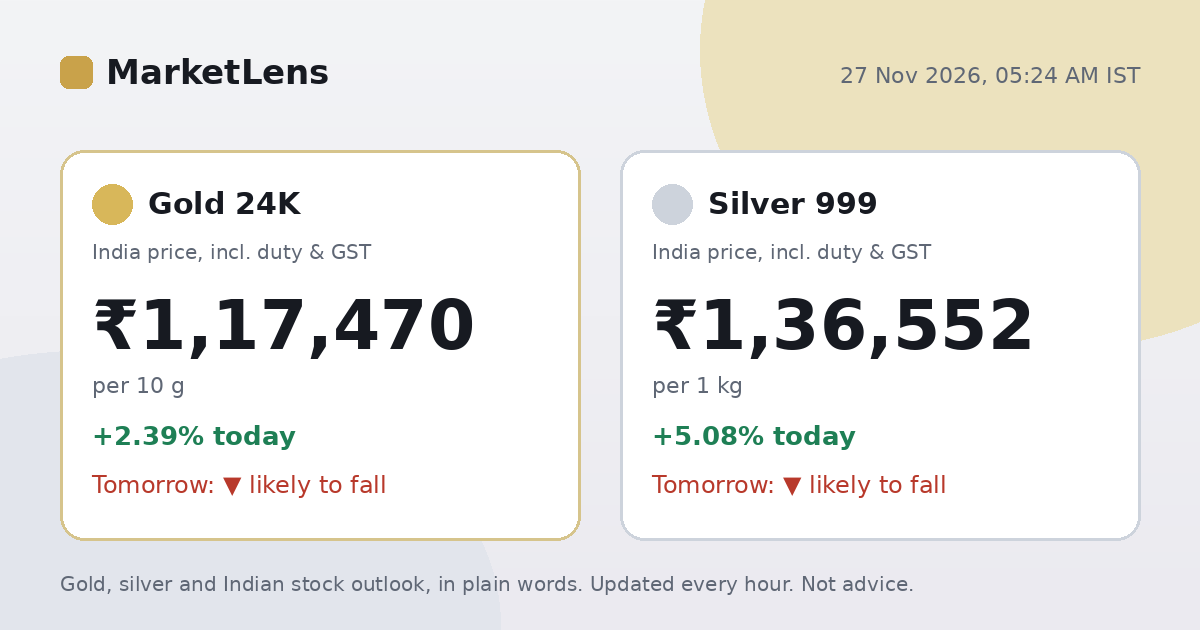 MarketLens
27 Nov 2026, 05:24 AM IST
Gold 24K
India price, incl. duty & GST
₹1,17,470
per 10 g
+2.39% today
Tomorrow: ▼ likely to fall
Silver 999
India price, incl. duty & GST
₹1,36,552
per 1 kg
+5.08% today
Tomorrow: ▼ likely to fall
Gold, silver and Indian stock outlook, in plain words. Updated every hour. Not advice.